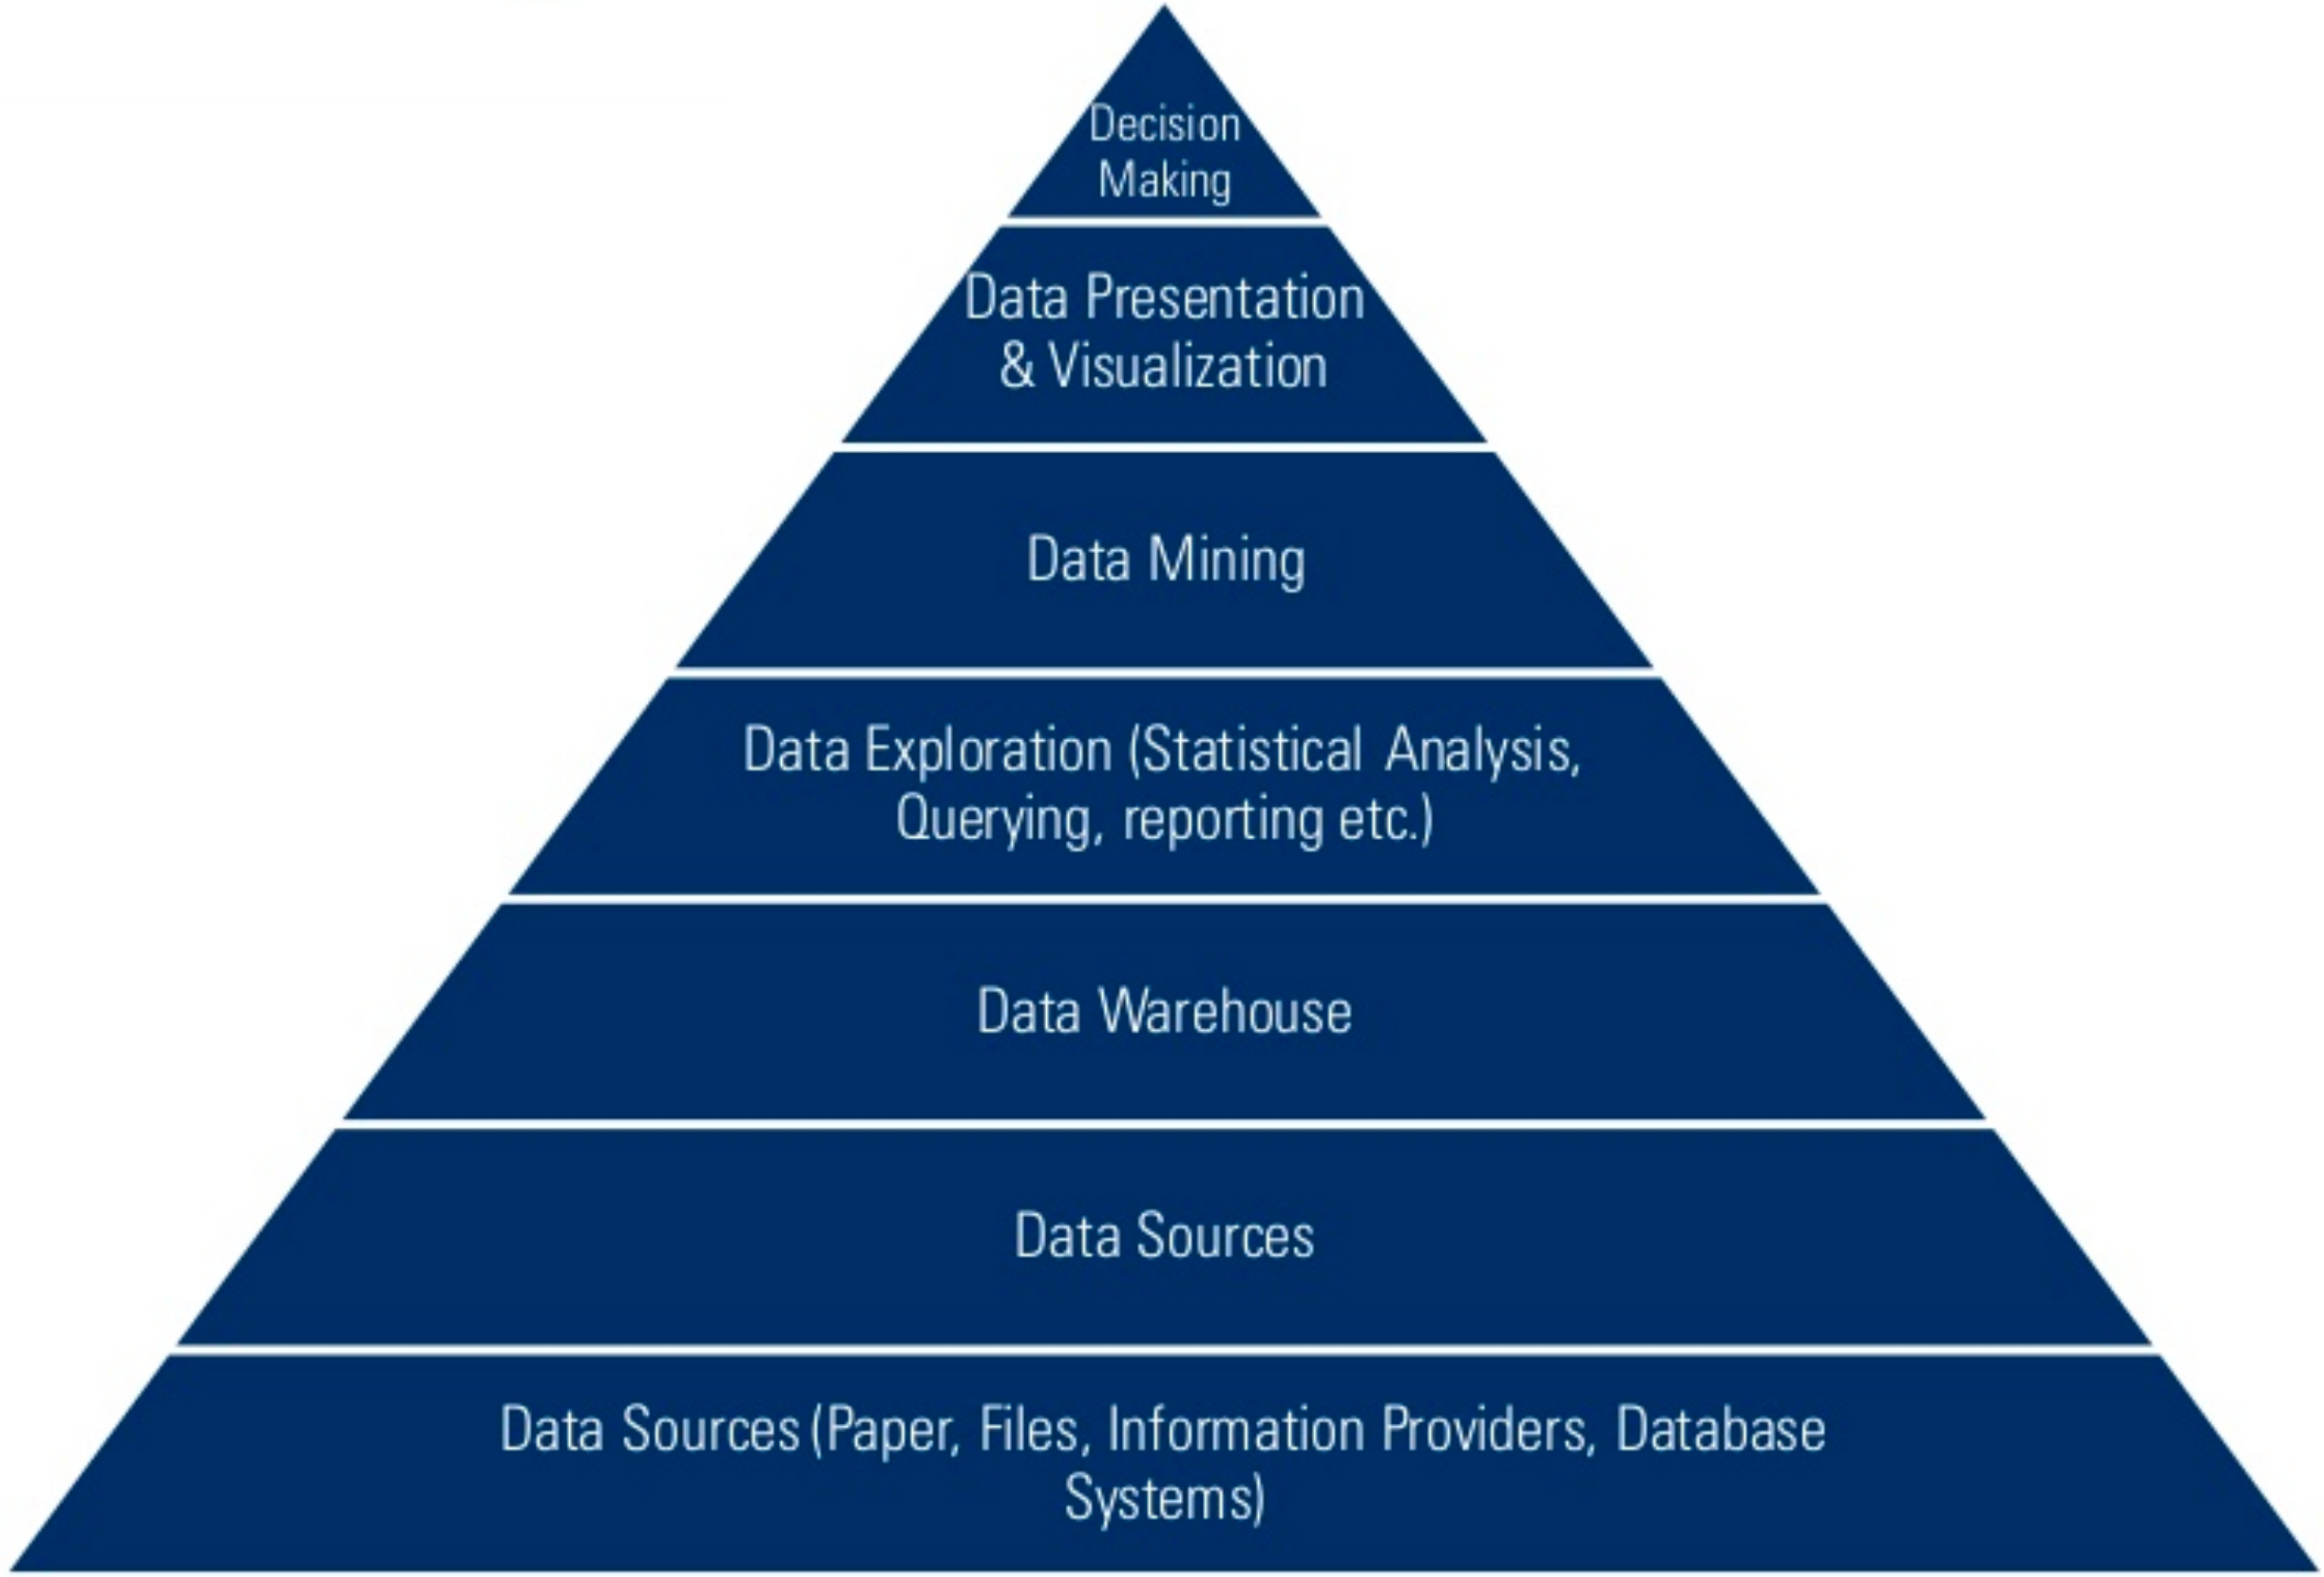 Decision
Making
Data Presentation
& Visualization
Data Mining
Data Exploration (Statistical Analysis,
Querying, reporting etc.)
Data Warehouse
Data Sources
Data Sources (Paper, Files, Information Providers, Database
Systems)